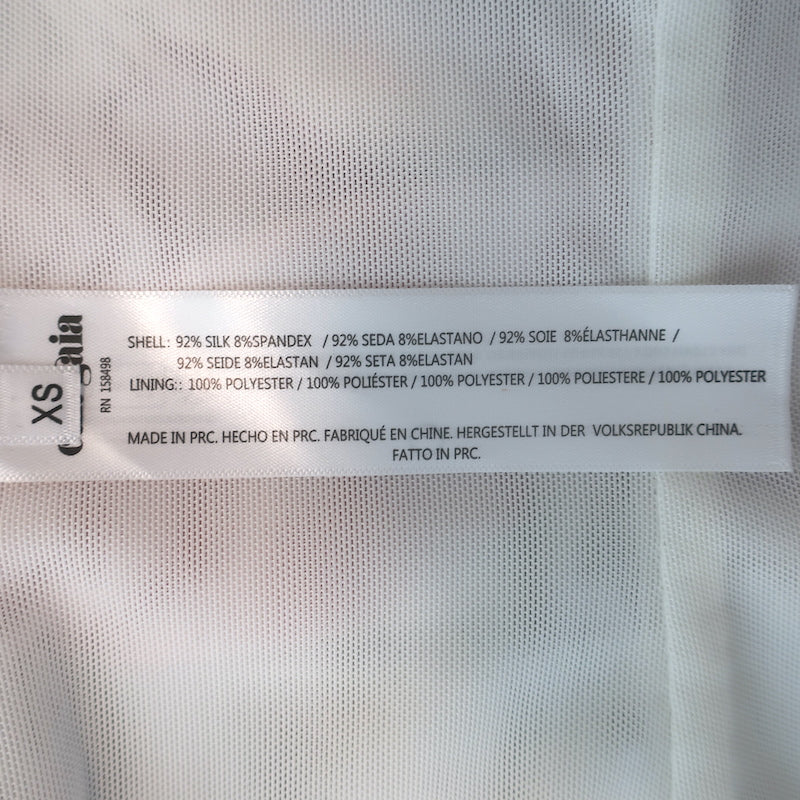 XS
RN 158498
SHELL: 92% SILK 8%SPANDEX / 92% SEDA 8%ELASTANO / 92% SOIE 8%ÉLASTHANNE /
92% SEIDE 8%ELASTAN / 92% SETA 8%ELASTAN
LINING:: 100% POLYESTER / 100% POLIÉSTER / 100% POLYESTER / 100% POLIESTERE / 100% POLYESTER
MADE IN PRC. HECHO EN PRC. FABRIQUÉ EN CHINE. HERGESTELLT IN DER VOLKSREPUBLIK CHINA.
FATTO IN PRC.